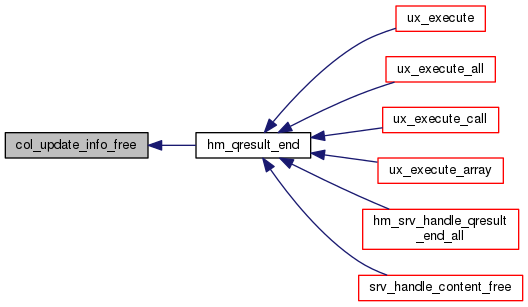 col_update_info_free
hm_qresult_end
ux_execute
ux_execute_all
ux_execute_call
ux_execute_array
hm_srv_handle_qresult
_end_all
srv_handle_content_free